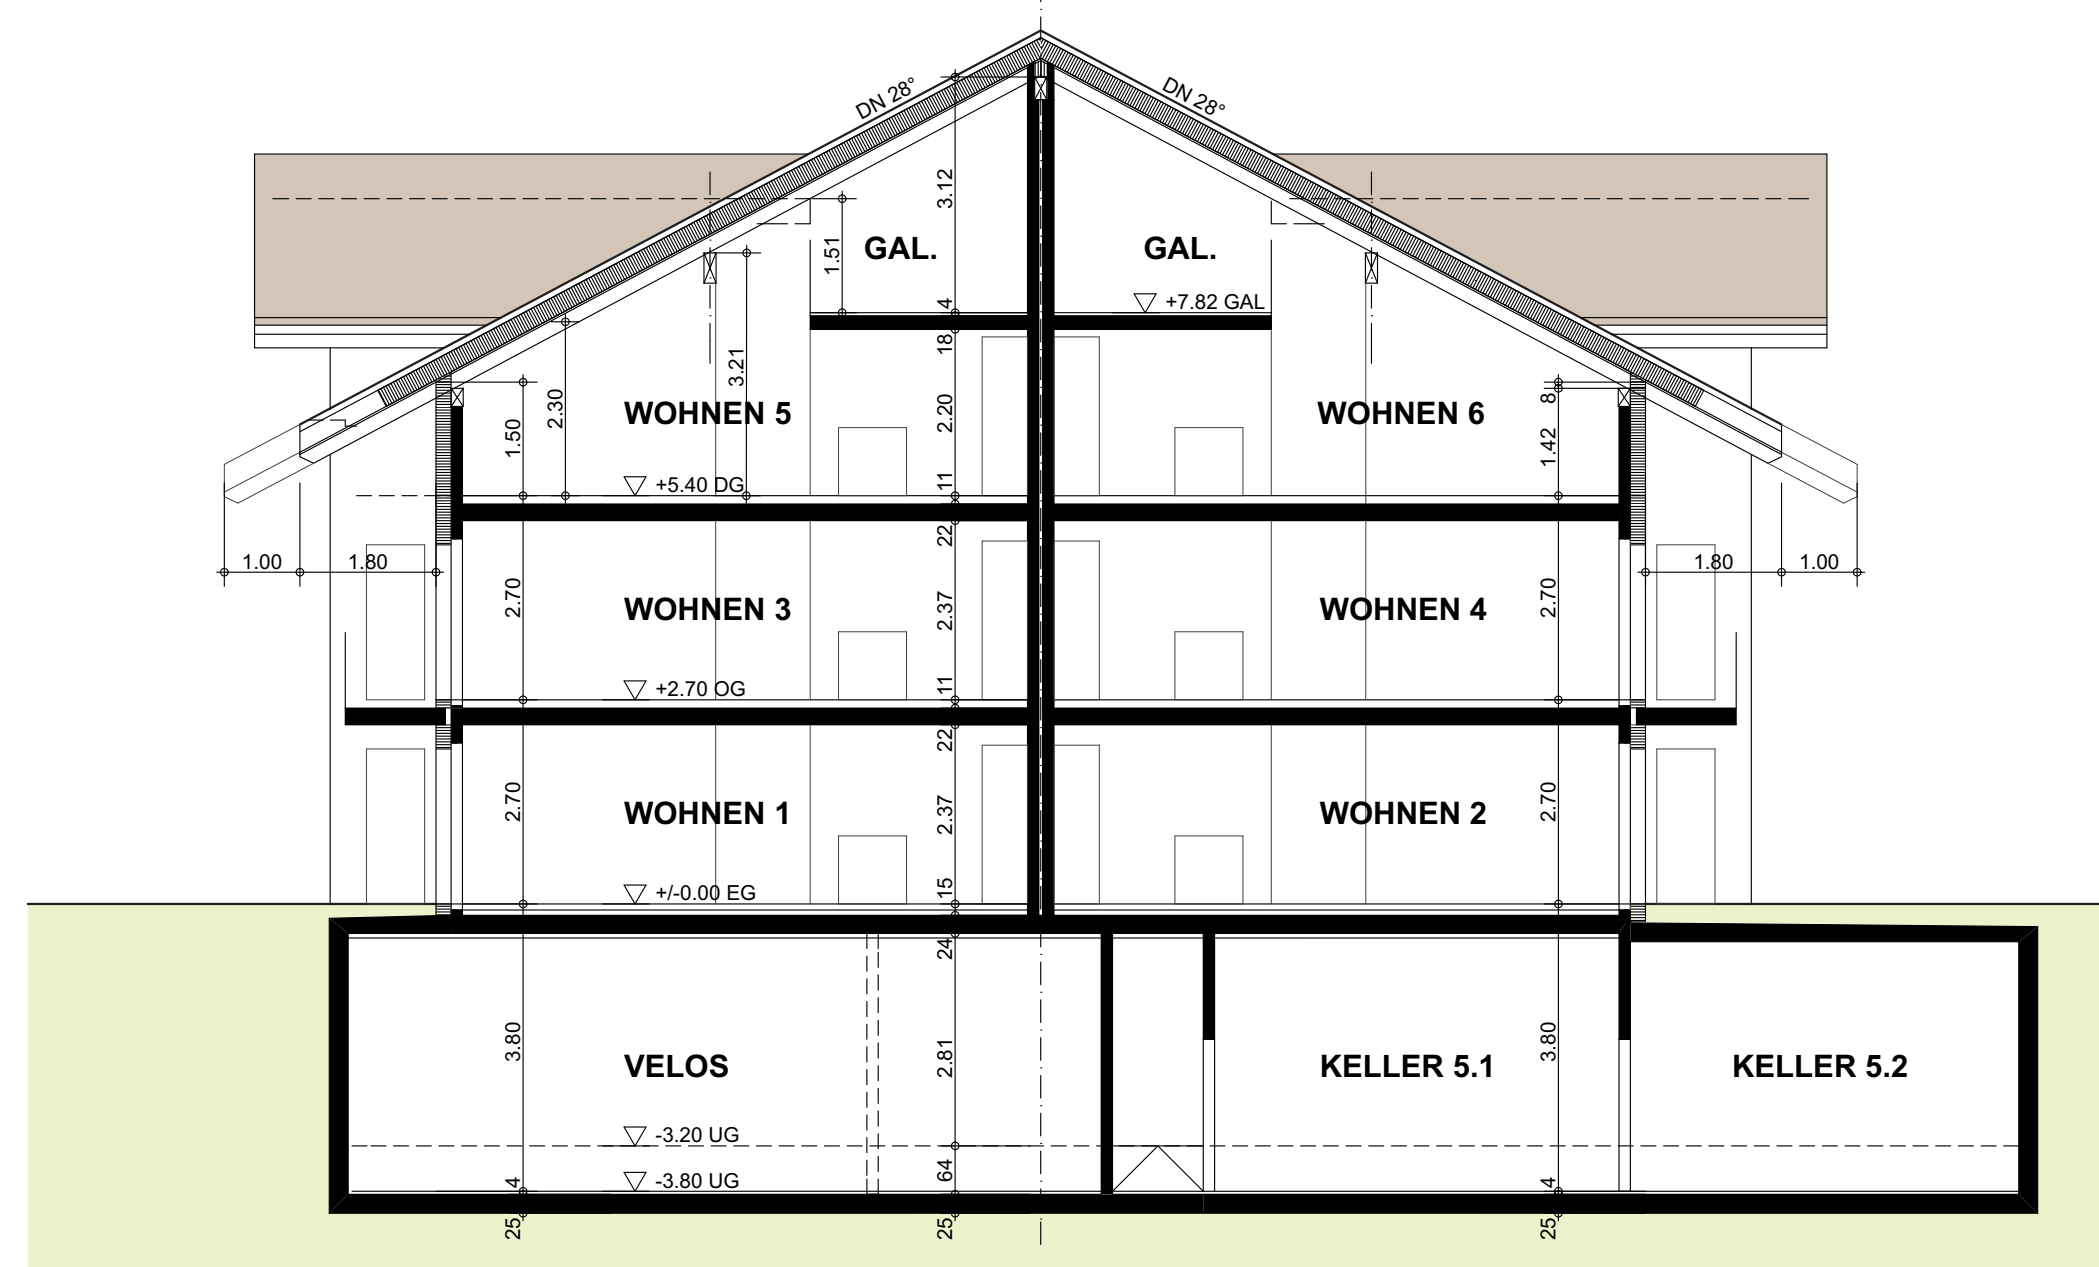 DN 28°
DN 28°
3.12
1.51
GAL.
GAL.
4
+7.82 GAL
18
3.21
2.30
1.50
WOHNEN 5
2.20
WOHNEN 6
8
1.42
+5.40 DG
11
22
1.00
1.80
1.80
1.00
2.70
WOHNEN 3
2.37
WOHNEN 4
2.70
+2.70 OG
11
22
2.70
WOHNEN 1
2.37
WOHNEN 2
2.70
+/-0.00 EG
15
24
3.80
VELOS
2.81
KELLER 5.1
3.80
KELLER 5.2
-3.20 UG
64
4
-3.80 UG
4
25
25
25